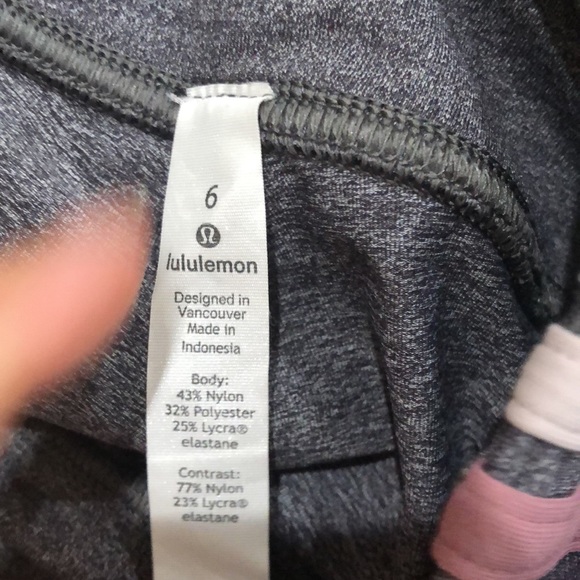 6
lululemon
Designed in
Vancouver
Made in
Indonesia
Body:
43% Nylon
32% Polyester
25% Lycra®
elastane
Contrast:
77% Nylon
23% Lycra®
elastane